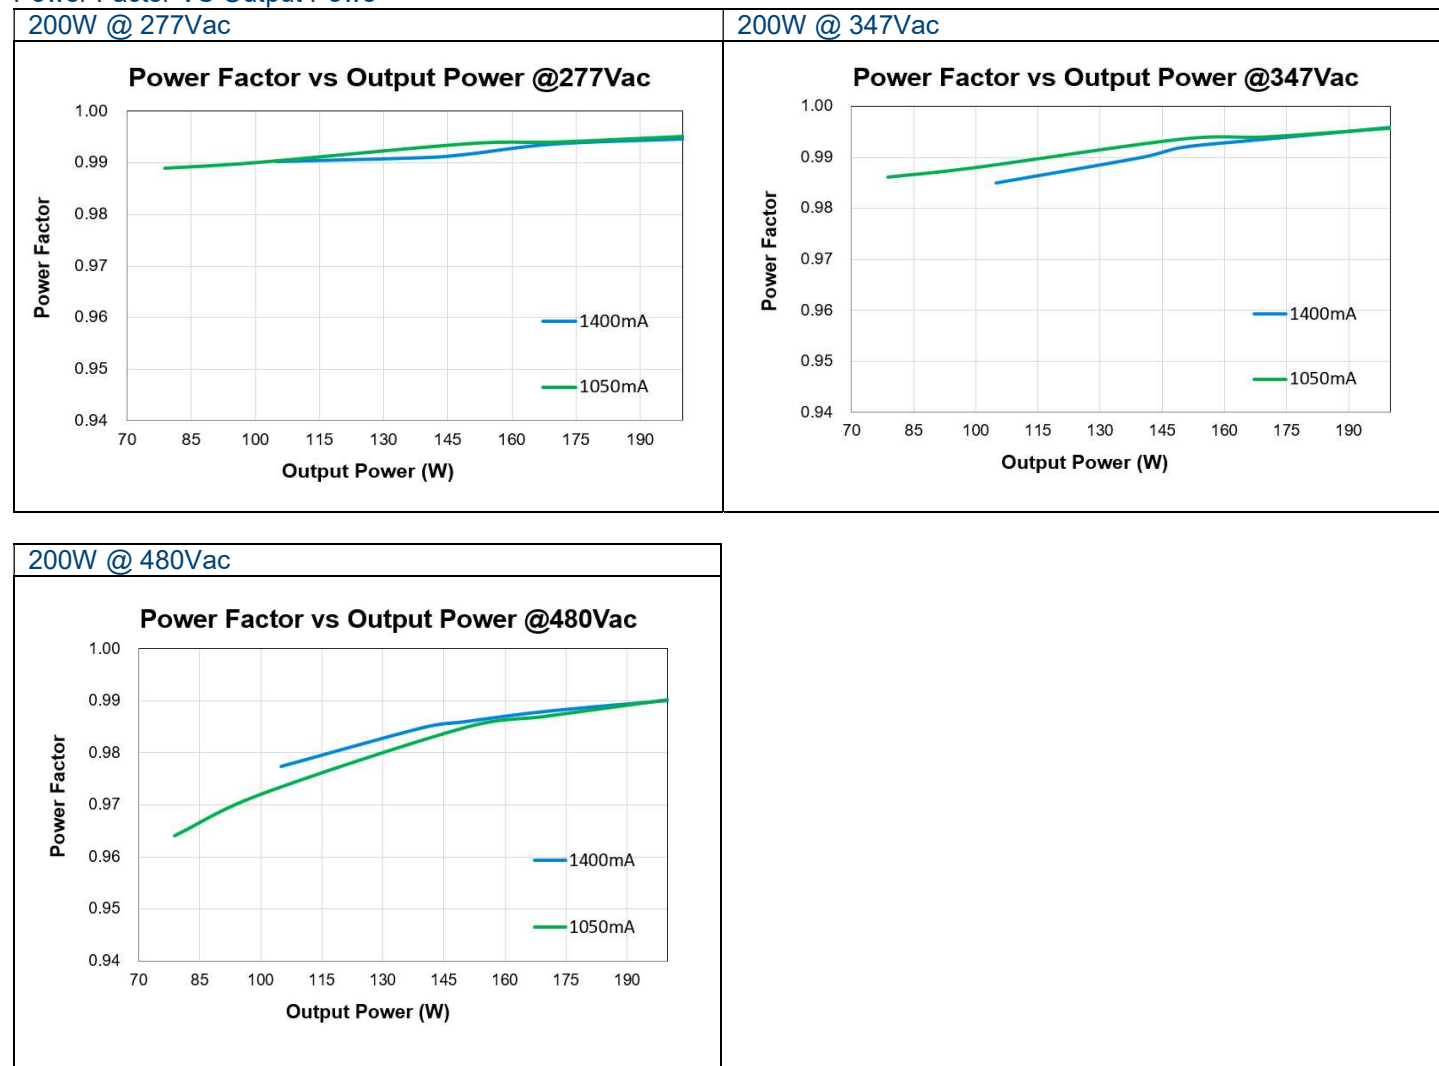 Power Factor VS Output Powe
200W @ 277Vac
200W @ 347Vac
Power Factor vs Output Power @277Vac
1.00
0.99
0.98
0.97
0.96
0.95
0.94
Power Factor
70 85 100 115 130 145 160 175 190
Output Power (W)
1400mA
1050mA
Power Factor vs Output Power @347Vac
1.00
0.99
0.98
0.97
0.96
0.95
0.94
Power Factor
70 85 100 115 130 145 160 175 190
Output Power (W)
1400mA
1050mA
200W @ 480Vac
Power Factor vs Output Power @480Vac
1.00
0.99
0.98
0.97
0.96
0.95
0.94
Power Factor
70 85 100 115 130 145 160 175 190
Output Power (W)
1400mA
1050mA